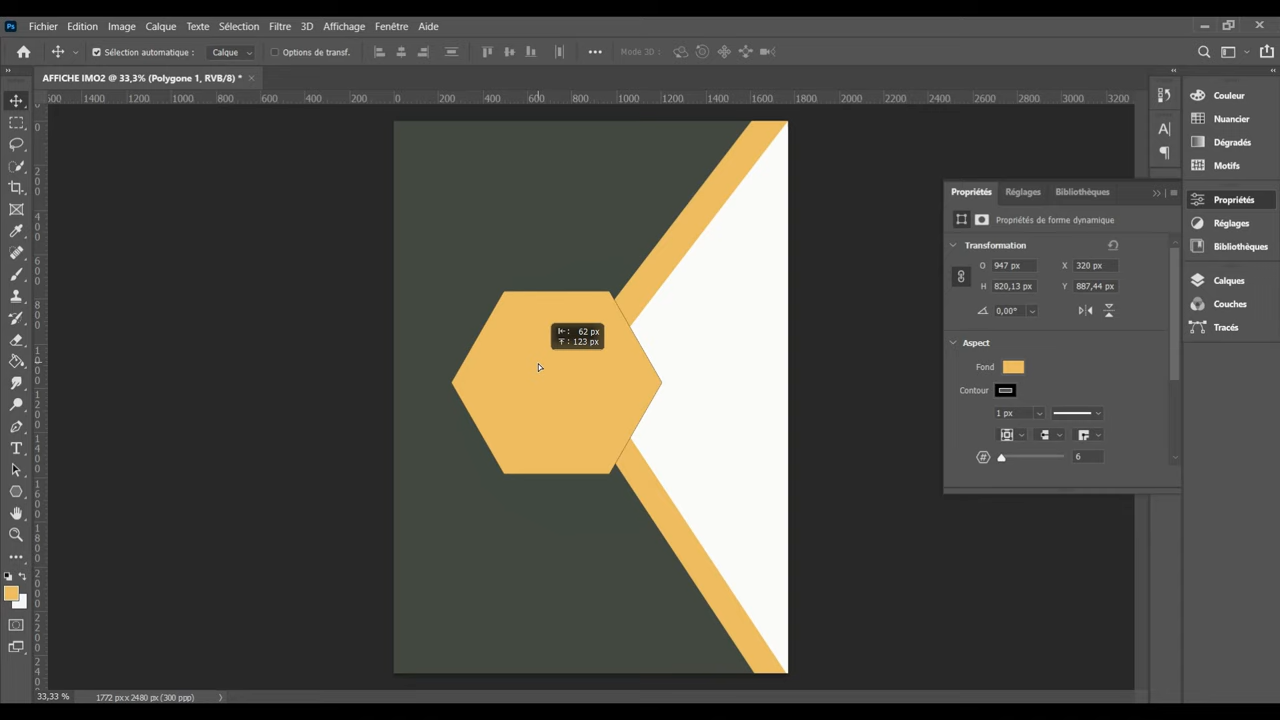 Ps Fichier Edition Image Calque Texte Sélection Filtre 3D Affichage Fenêtre Aide
Sélection automatique : Calque Options de transf. Mode 3D :
AFFICHE IMO2 @ 33,3% (Polygone 1, RVB/8) *
1400 1200 1000 800 600 400 200 0 200 400 600 800 1000 1200 1400 1600 1800 2000 2200 2400 2600 2800 3000 3200
Couleur
Nuancier
Dégradés
Motifs
Propriétés
Réglages
Bibliothèques
Calques
Couches
Tracés
Propriétés Réglages Bibliothèques
Propriétés de forme dynamique
Transformation
O 947 px X 320 px
H 820,13 px Y 887,44 px
0,00°
Aspect
Fond
Contour
1 px
6
62 px
123 px
33,33 % 1772 px x 2480 px (300 ppp)